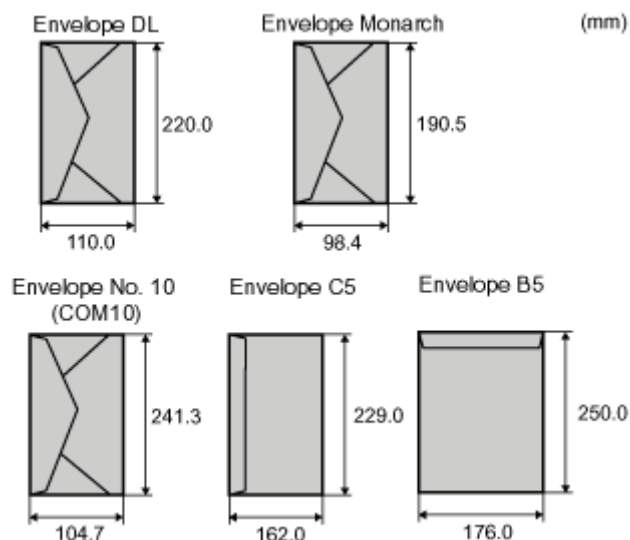 Envelope DL
Envelope Monarch
(mm)
220.0
190.5
110.0
98.4
Envelope No. 10
(COM10)
Envelope C5
Envelope B5
241.3
229.0
250.0
104.7
162.0
176.0